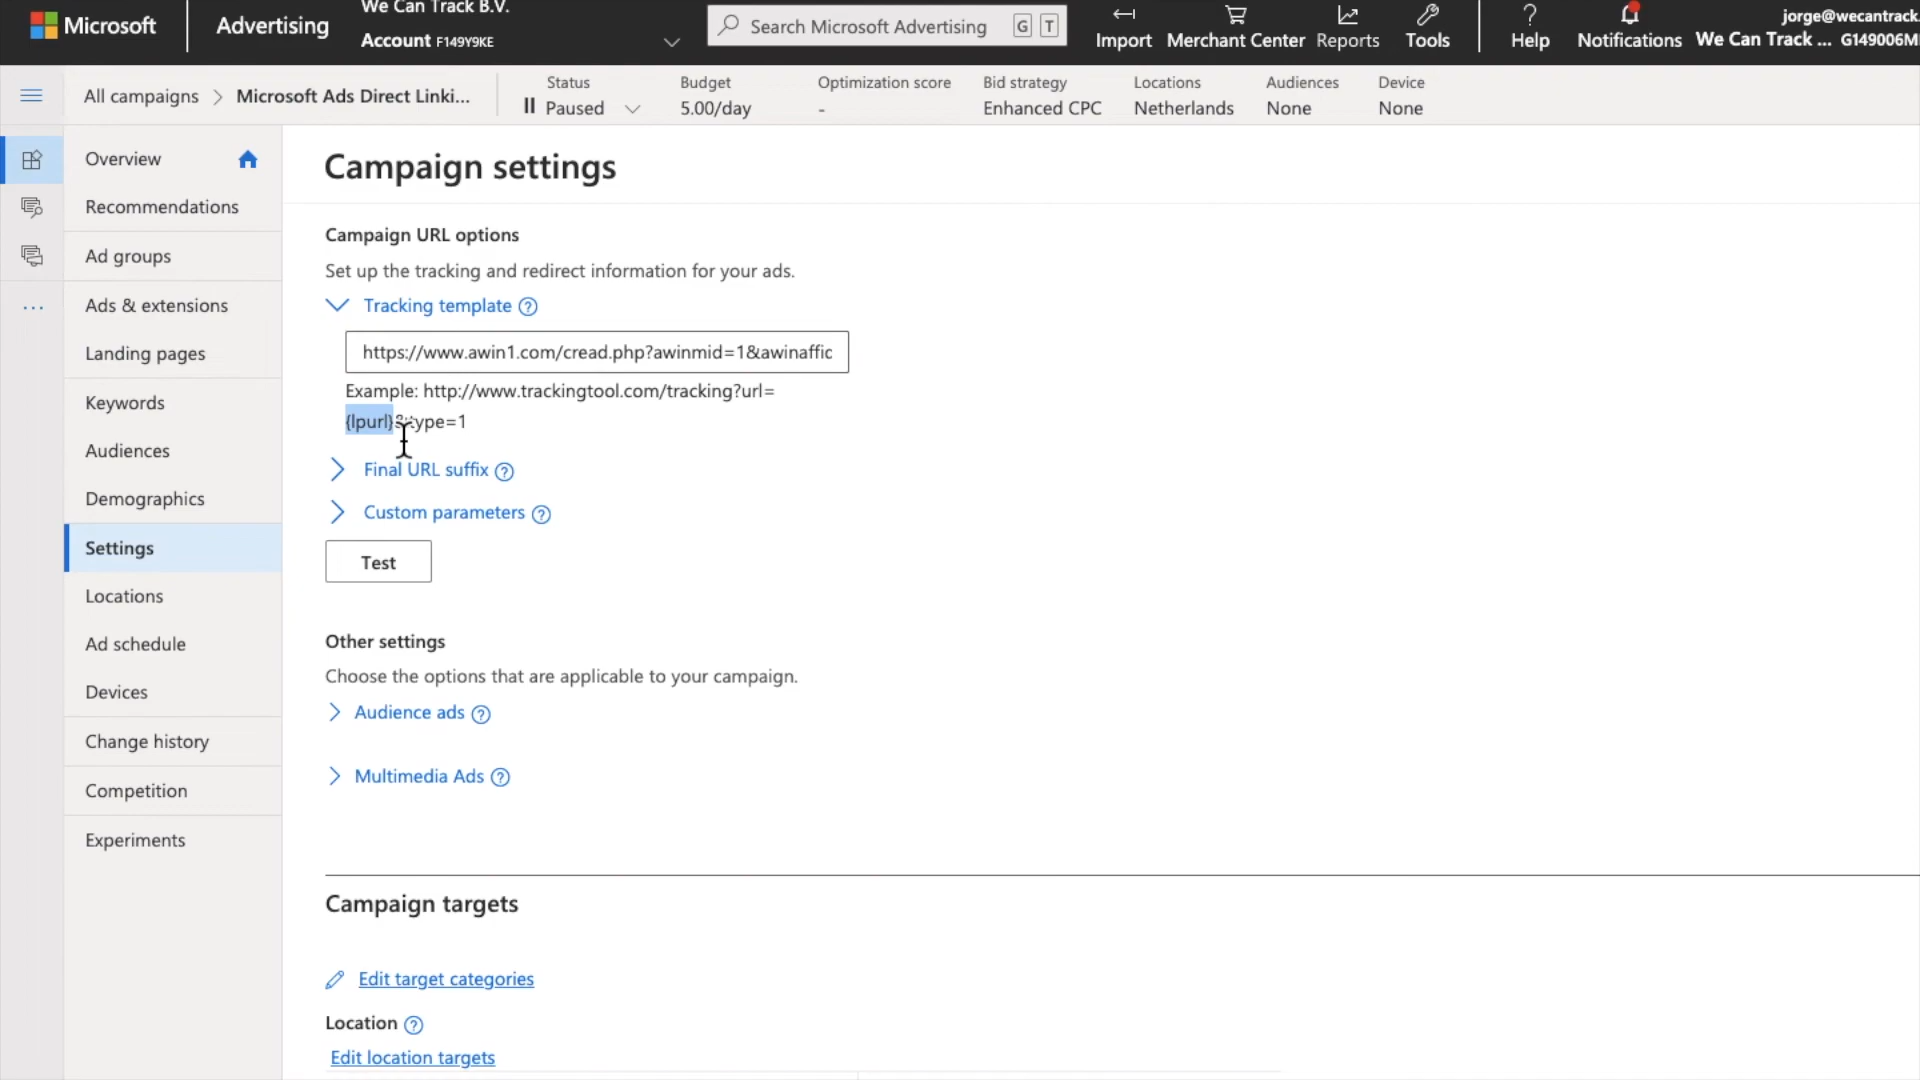 Microsoft
Advertising
We Can Track B.V.
Account F149Y9KE
Search Microsoft Advertising
G T
Import
Merchant Center
Reports
Tools
Help
Notifications
jorge@wecantrack.
We Can Track ... G149006M
All campaigns
Microsoft Ads Direct Linki...
Status
Paused
Budget
5.00/day
Optimization score
-
Bid strategy
Enhanced CPC
Locations
Netherlands
Audiences
None
Device
None
Overview
Recommendations
Ad groups
Ads & extensions
Landing pages
Keywords
Audiences
Demographics
Settings
Locations
Ad schedule
Devices
Change history
Competition
Experiments
Campaign settings
Campaign URL options
Set up the tracking and redirect information for your ads.
Tracking template
https://www.awin1.com/cread.php?awinmid=1&awinaffic
Example: http://www.trackingtool.com/tracking?url=
{lpurl}&type=1
Final URL suffix
Custom parameters
Test
Other settings
Choose the options that are applicable to your campaign.
Audience ads
Multimedia Ads
Campaign targets
Edit target categories
Location
Edit location targets